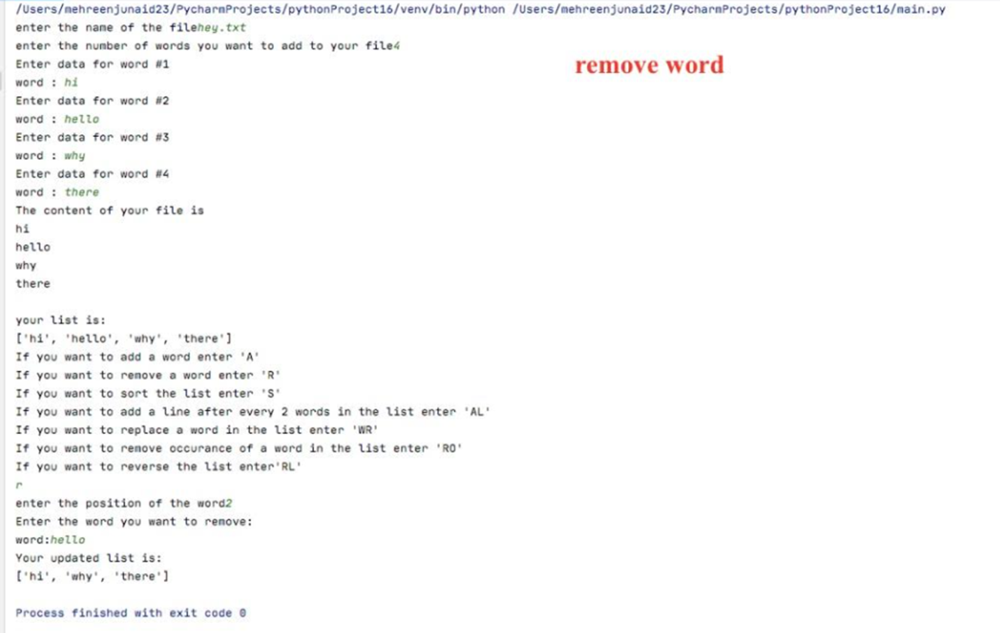 /Users/mehreenjunaid23/PycharmProjects/pythonProject16/venv/bin/python /Users/mehreenjunaid23/PycharmProjects/pythonProject16/main.py
enter the name of the filehey.txt
enter the number of words you want to add to your file4
Enter data for word #1
remove word
word : hi
Enter data for word #2
word : hello
Enter data for word #3
word : why
Enter data for word #4
word : there
The content of your file is
hi
hello
why
there
your list is:
['hi', 'hello', 'why', 'there']
If you want to add a word enter 'A'
If you want to remove a word enter 'R'
If you want to sort the list enter 'S'
If you want to add a line after every 2 words in the list enter 'AL'
If you want to replace a word in the list enter 'WR'
If you want to remove occurance of a word in the list enter 'RO'
If you want to reverse the list enter'RL'
r
enter the position of the word2
Enter the word you want to remove:
word:hello
Your updated list is:
['hi', 'why', 'there']
Process finished with exit code 0